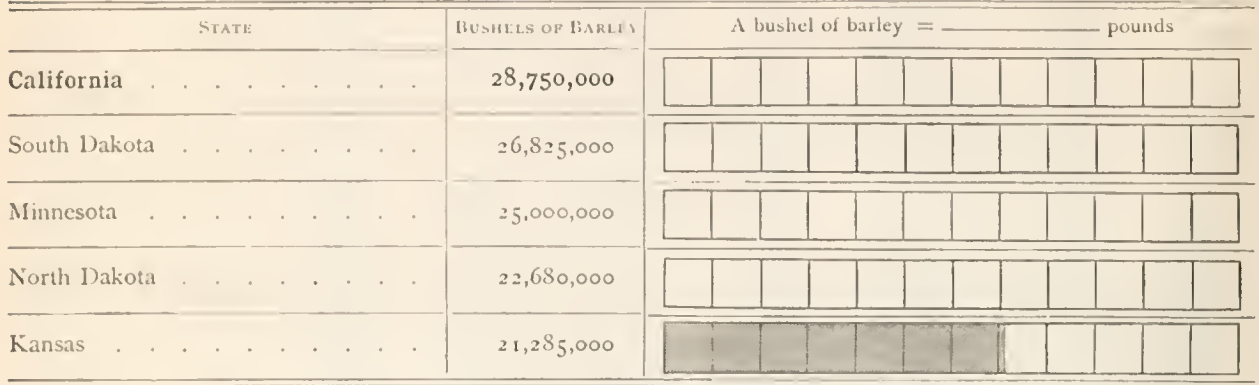 STATE BUSHELS OF BARLEY A bushel of barley = ________ pounds
California . . . . . . . . . 28,750,000
South Dakota . . . . . . . . 26,825,000
Minnesota . . . . . . . . . 25,000,000
North Dakota . . . . . . . . 22,680,000
Kansas . . . . . . . . . . 21,285,000